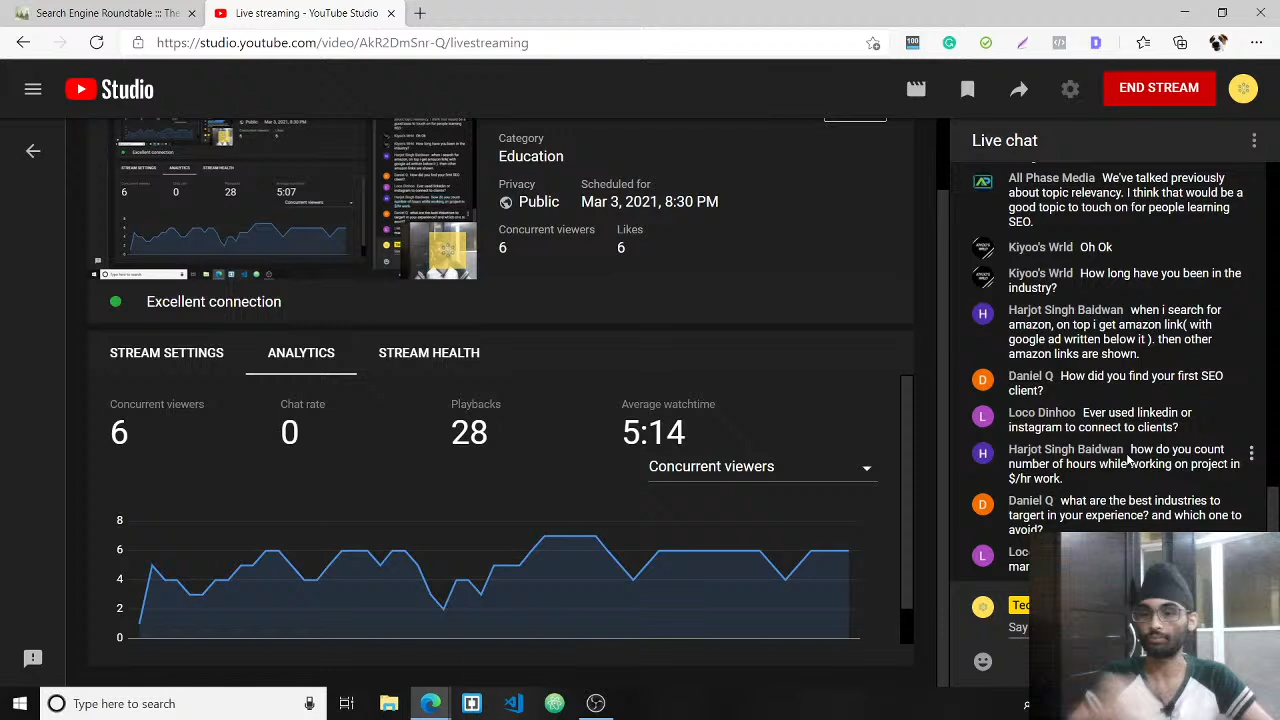 Search Engine Roundtable - The
Live streaming - YouTube Studio
https://studio.youtube.com/video/AkR2DmSnr-Q/livestreaming
100
Studio
END STREAM
Category
Education
Privacy
Scheduled for
Public
Mar 3, 2021, 8:30 PM
Concurrent viewers
Likes
6
6
STREAM SETTINGS
ANALYTICS
STREAM HEALTH
5:07
Excellent connection
STREAM SETTINGS
ANALYTICS
STREAM HEALTH
Concurrent viewers
Chat rate
Playbacks
Average watchtime
6
0
28
5:14
Concurrent viewers
8
6
4
2
0
Live chat
All Phase Media We've talked previously
about topic relevancy, I think that would be a
good topic to touch on for people learning
SEO.
Kiyoo's Wrld Oh Ok
Kiyoo's Wrld How long have you been in the
industry?
Harjot Singh Baidwan when i search for
amazon, on top i get amazon link( with
google ad written below it ). then other
amazon links are shown.
Daniel Q How did you find your first SEO
client?
Loco Dinhoo Ever used linkedin or
instagram to connect to clients?
Harjot Singh Baidwan how do you count
number of hours while working on project in
$/hr work.
Daniel Q what are the best industries to
targert in your experience? and which one to
avoid?
Type here to search